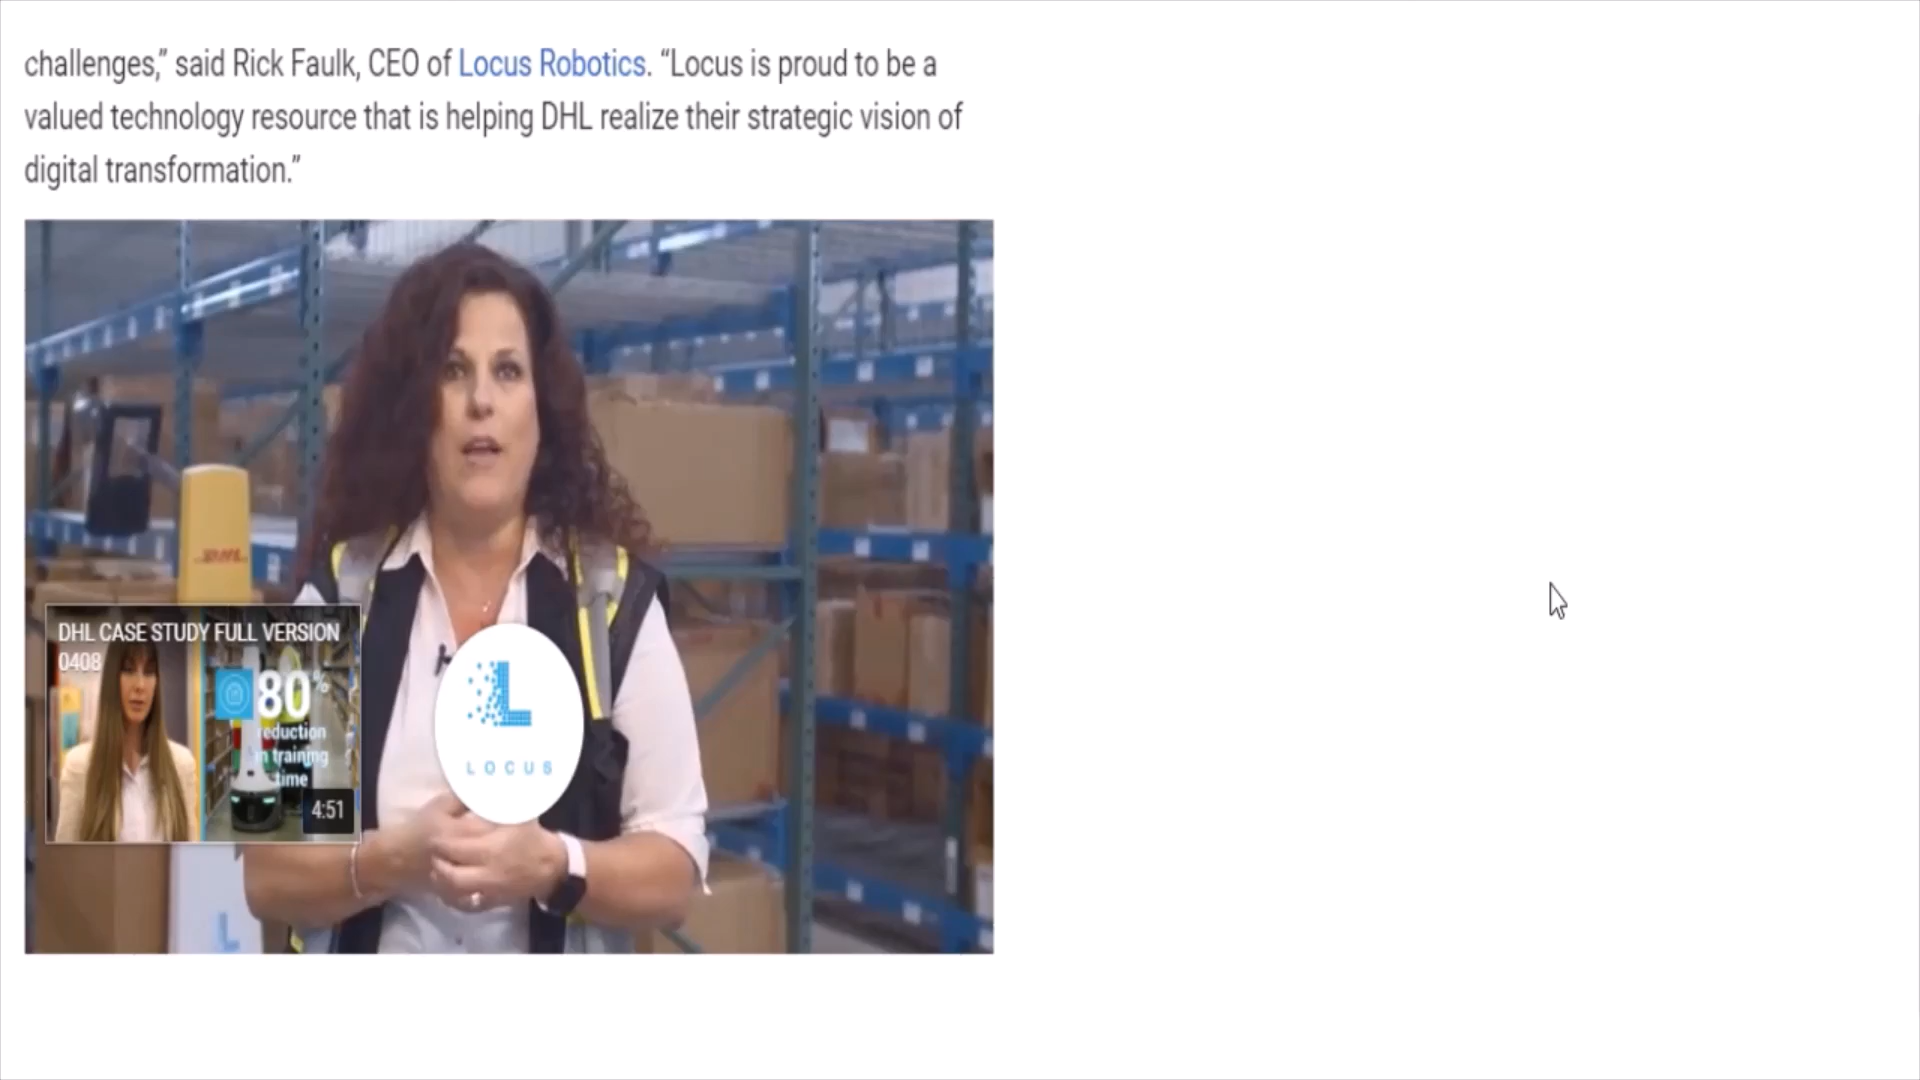 challenges,” said Rick Faulk, CEO of Locus Robotics. “Locus is proud to be a
valued technology resource that is helping DHL realize their strategic vision of
digital transformation.”
DHL
DHL CASE STUDY FULL VERSION
0408
80%
reduction
in training
time
4:51
L
LOCUS
L